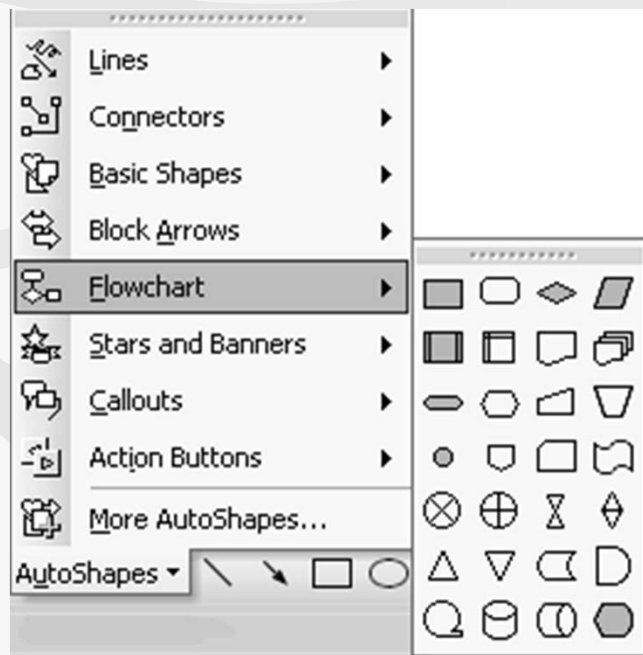 Lines
Connectors
Basic Shapes
Block Arrows
Flowchart
Stars and Banners
Callouts
Action Buttons
More AutoShapes...
AutoShapes